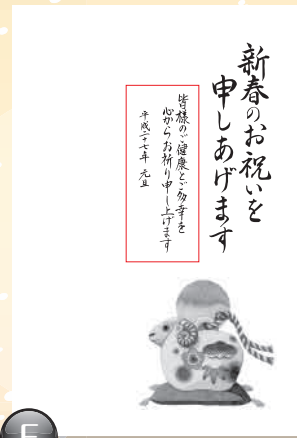 新春のお祝いを
申しあげます
皆様のご健康とご多幸を
心からお祈り申し上げます
平成二十七年 元旦
E